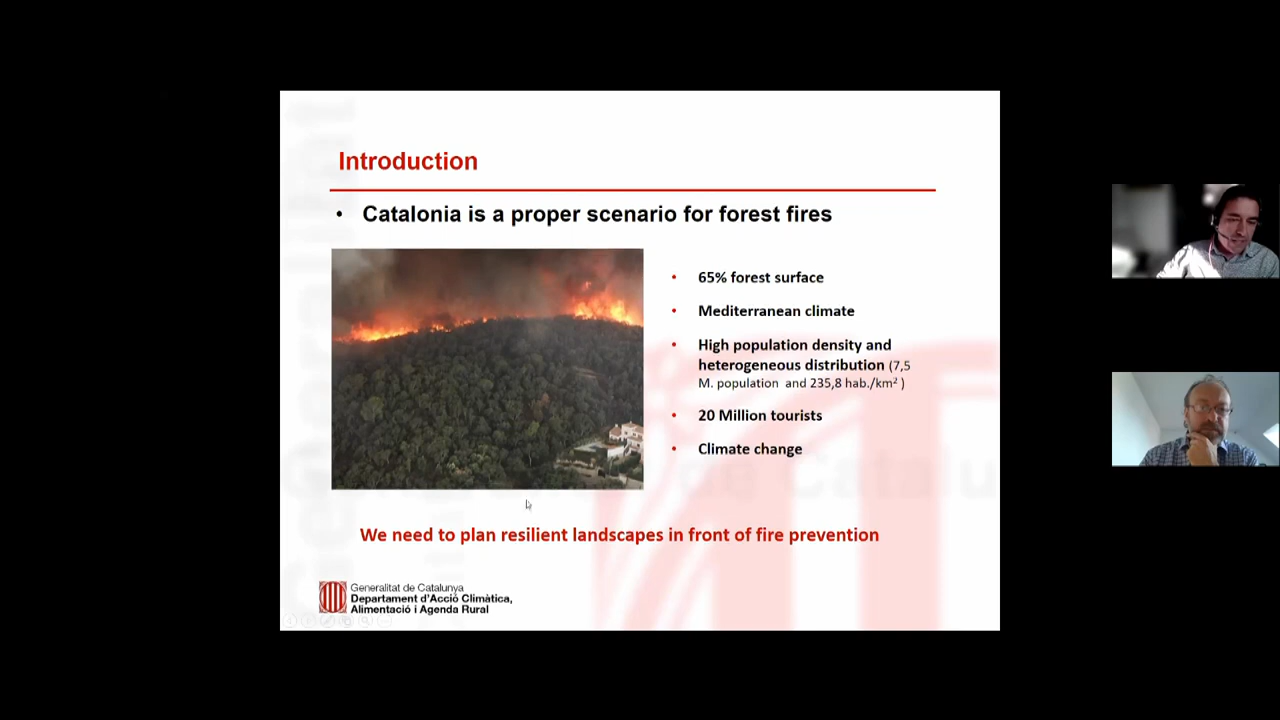 Introduction
• Catalonia is a proper scenario for forest fires
• 65% forest surface
• Mediterranean climate
• High population density and
heterogeneous distribution (7,5
M. population and 235,8 hab./km² )
• 20 Million tourists
• Climate change
We need to plan resilient landscapes in front of fire prevention
Generalitat de Catalunya
Departament d'Acció Climàtica,
Alimentació i Agenda Rural